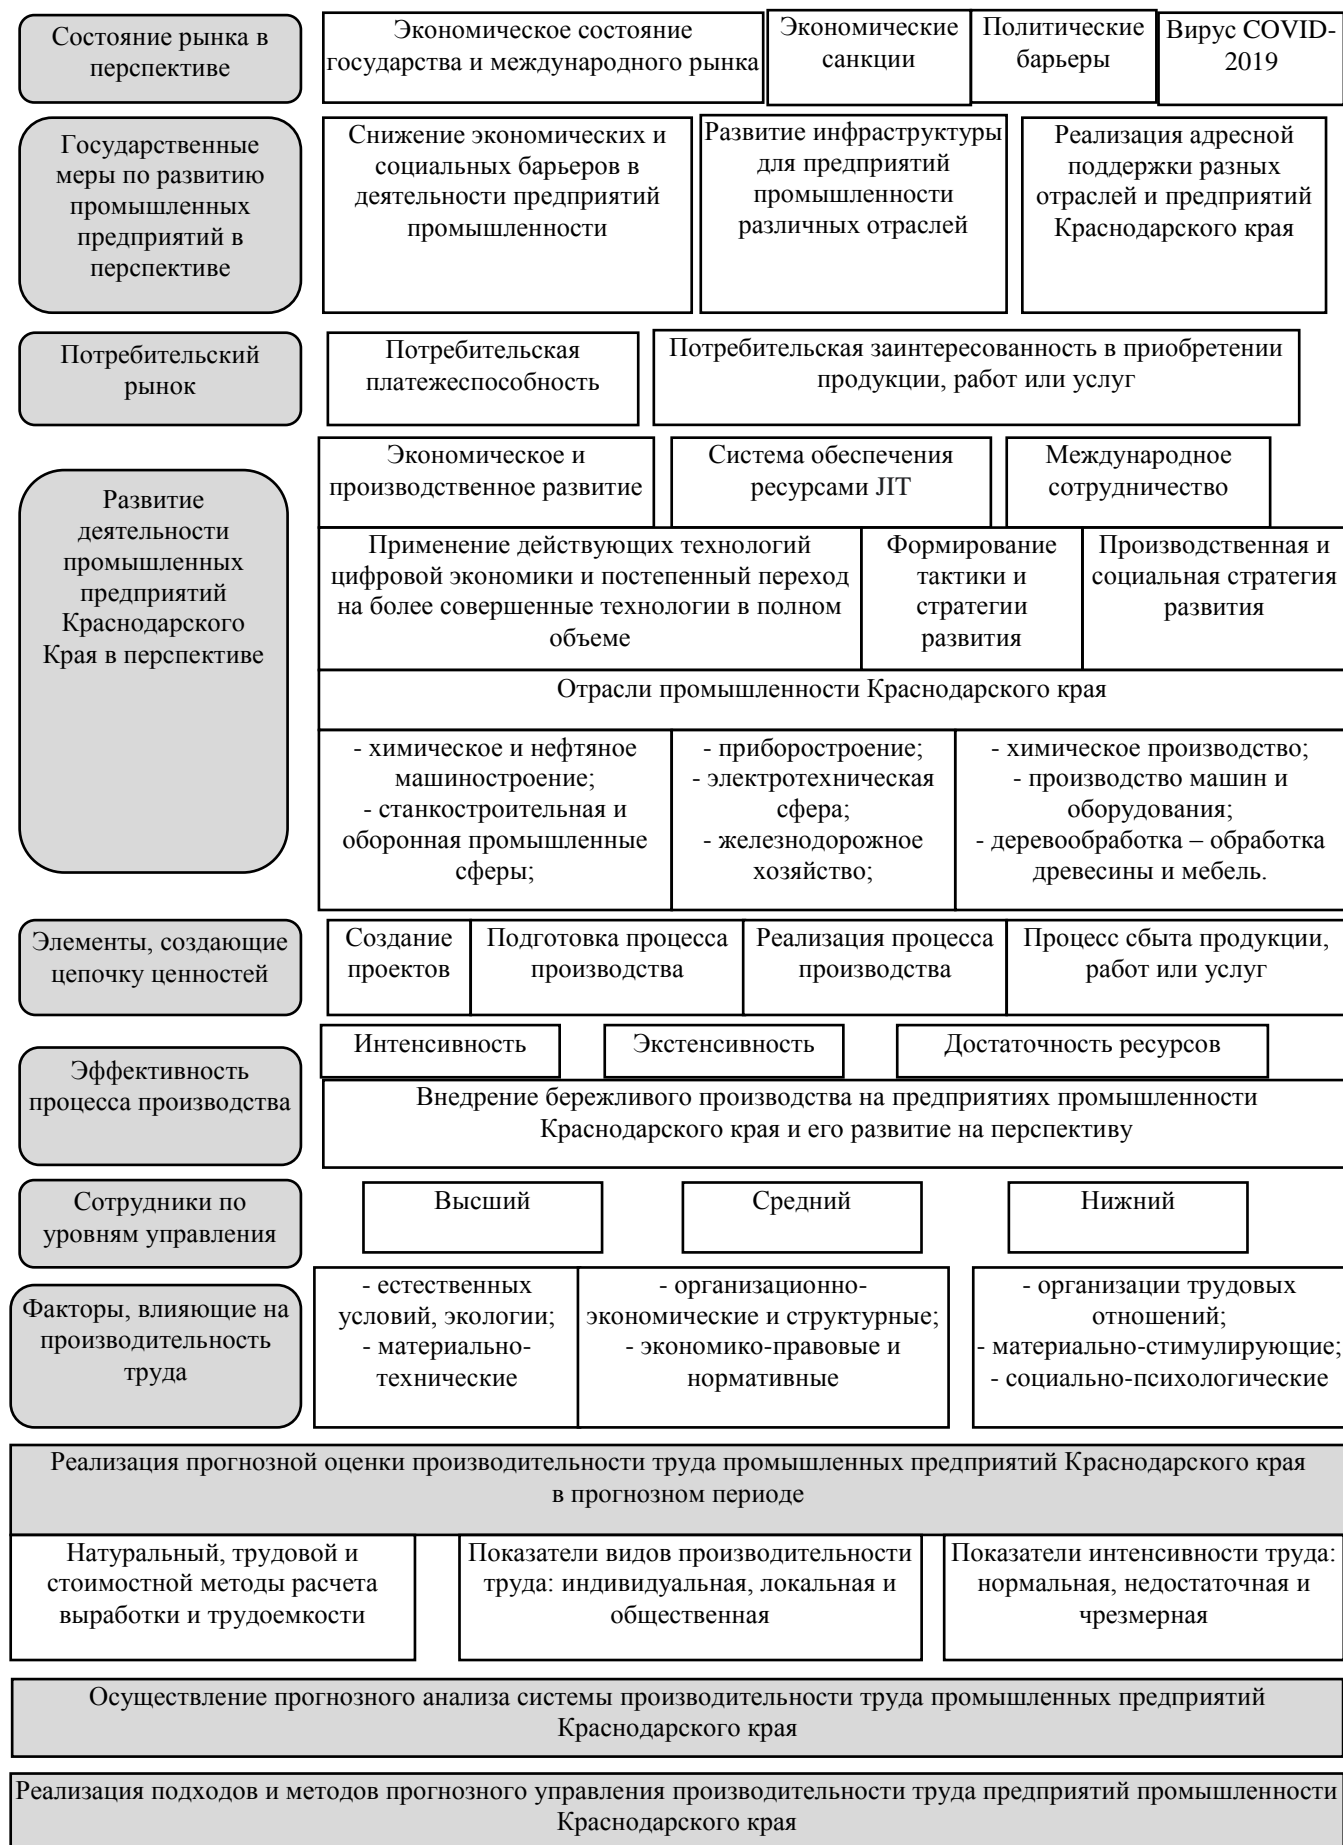 Состояние рынка в
перспективе
Экономическое состояние
государства и международного рынка
Экономические
санкции
Политические
барьеры
Вирус COVID-
2019
Государственные
меры по развитию
промышленных
предприятий в
перспективе
Снижение экономических и
социальных барьеров в
деятельности предприятий
промышленности
Развитие инфраструктуры
для предприятий
промышленности
различных отраслей
Реализация адресной
поддержки разных
отраслей и предприятий
Краснодарского края
Потребительский
рынок
Потребительская
платежеспособность
Потребительская заинтересованность в приобретении
продукции, работ или услуг
Развитие
деятельности
промышленных
предприятий
Краснодарского
Края в перспективе
Экономическое и
производственное развитие
Система обеспечения
ресурсами JIT
Международное
сотрудничество
Применение действующих технологий
цифровой экономики и постепенный переход
на более совершенные технологии в полном
объеме
Формирование
тактики и
стратегии
развития
Производственная и
социальная стратегия
развития
Отрасли промышленности Краснодарского края
- химическое и нефтяное
машиностроение;
- станкостроительная и
оборонная промышленные
сферы;
- приборостроение;
- электротехническая
сфера;
- железнодорожное
хозяйство;
- химическое производство;
- производство машин и
оборудования;
- деревообработка – обработка
древесины и мебель.
Элементы, создающие
цепочку ценностей
Создание
проектов
Подготовка процесса
производства
Реализация процесса
производства
Процесс сбыта продукции,
работ или услуг
Эффективность
процесса производства
Интенсивность
Экстенсивность
Достаточность ресурсов
Внедрение бережливого производства на предприятиях промышленности
Краснодарского края и его развитие на перспективу
Сотрудники по
уровням управления
Высший
Средний
Нижний
Факторы, влияющие на
производительность
труда
- естественных
условий, экологии;
- материально-
технические
- организационно-
экономические и структурные;
- экономико-правовые и
нормативные
- организации трудовых
отношений;
- материально-стимулирующие;
- социально-психологические
Реализация прогнозной оценки производительности труда промышленных предприятий Краснодарского края
в прогнозном периоде
Натуральный, трудовой и
стоимостной методы расчета
выработки и трудоемкости
Показатели видов производительности
труда: индивидуальная, локальная и
общественная
Показатели интенсивности труда:
нормальная, недостаточная и
чрезмерная
Осуществление прогнозного анализа системы производительности труда промышленных предприятий
Краснодарского края
Реализация подходов и методов прогнозного управления производительности труда предприятий промышленности
Краснодарского края